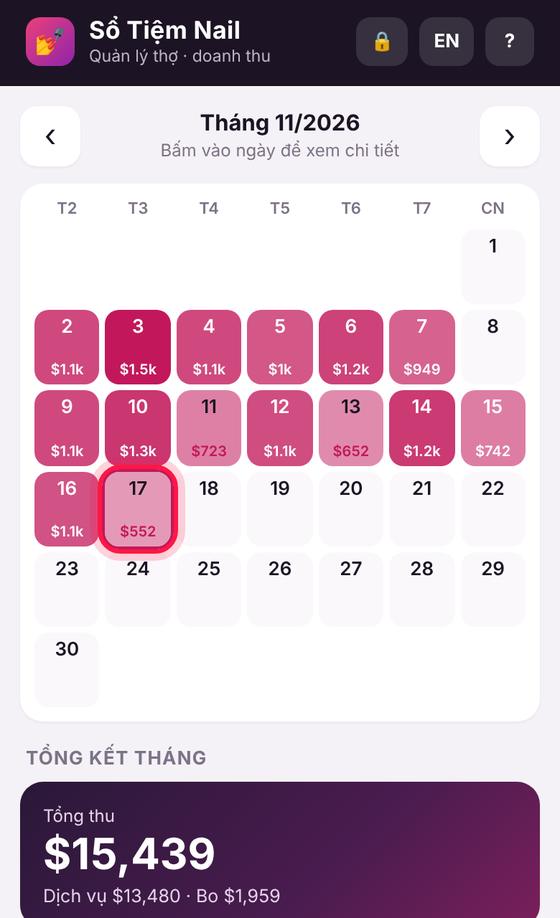 Sổ Tiệm Nail
Quản lý thợ · doanh thu
EN
?
‹
Tháng 11/2026
Bấm vào ngày để xem chi tiết
›
T2 T3 T4 T5 T6 T7 CN
1
2 3 4 5 6 7 8
$1.1k $1.5k $1.1k $1k $1.2k $949
9 10 11 12 13 14 15
$1.1k $1.3k $723 $1.1k $652 $1.2k $742
16 17 18 19 20 21 22
$1.1k $552
23 24 25 26 27 28 29
30
TỔNG KẾT THÁNG
Tổng thu
$15,439
Dịch vụ $13,480 · Bo $1,959